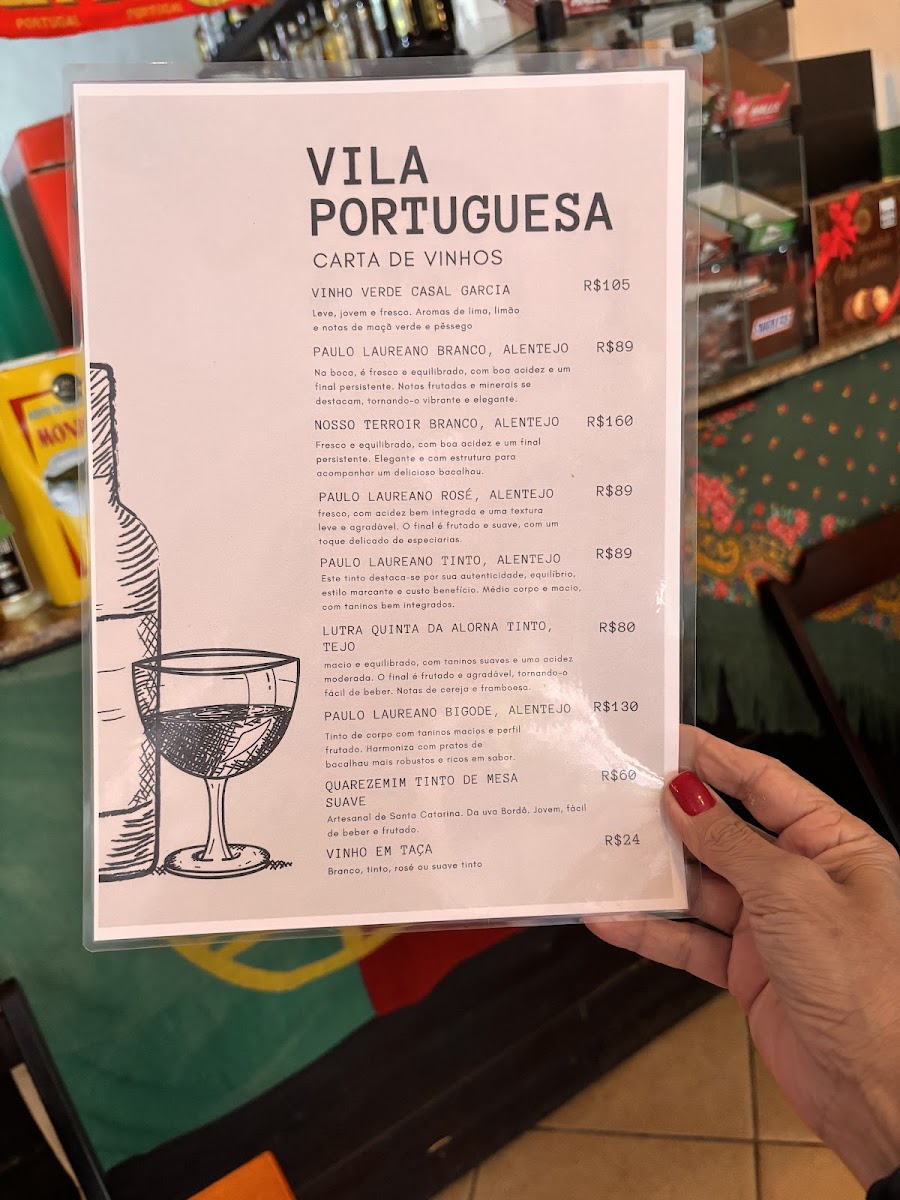 PORTUGAL
PORTUGAL
VILA
PORTUGUESA
CARTA DE VINHOS
VINHO VERDE CASAL GARCIA R$105
Leve, jovem e fresco. Aromas de lima, limão
e notas de maçã verde e pêssego
PAULO LAUREANO BRANCO, ALENTEJO R$89
Na boca, é fresco e equilibrado, com boa acidez e um
final persistente. Notas frutadas e minerais se
destacam, tornando-o vibrante e elegante.
NOSSO TERROIR BRANCO, ALENTEJO R$160
Fresco e equilibrado, com boa acidez e um final
persistente. Elegante e com estrutura para
acompanhar um delicioso bacalhau.
PAULO LAUREANO ROSÉ, ALENTEJO R$89
fresco, com acidez bem integrada e uma textura
leve e agradável. O final é frutado e suave, com um
toque delicado de especiarias.
PAULO LAUREANO TINTO, ALENTEJO R$89
Este tinto destaca-se por sua autenticidade, equilíbrio,
estilo marcante e custo benefício. Médio corpo e macio,
com taninos bem integrados.
LUTRA QUINTA DA ALORNA TINTO, R$80
TEJO
macio e equilibrado, com taninos suaves e uma acidez
moderada. O final é frutado e agradável, tornando-o
fácil de beber. Notas de cereja e framboesa.
PAULO LAUREANO BIGODE, ALENTEJO R$130
Tinto de corpo com taninos macios e perfil
frutado. Harmoniza com pratos de
bacalhau mais robustos e ricos em sabor.
QUAREZEMIM TINTO DE MESA R$60
SUAVE
Artesanal de Santa Catarina. Da uva Bordô. Jovem, fácil
de beber e frutado.
VINHO EM TAÇA R$24
Branco, tinto, rosé ou suave tinto